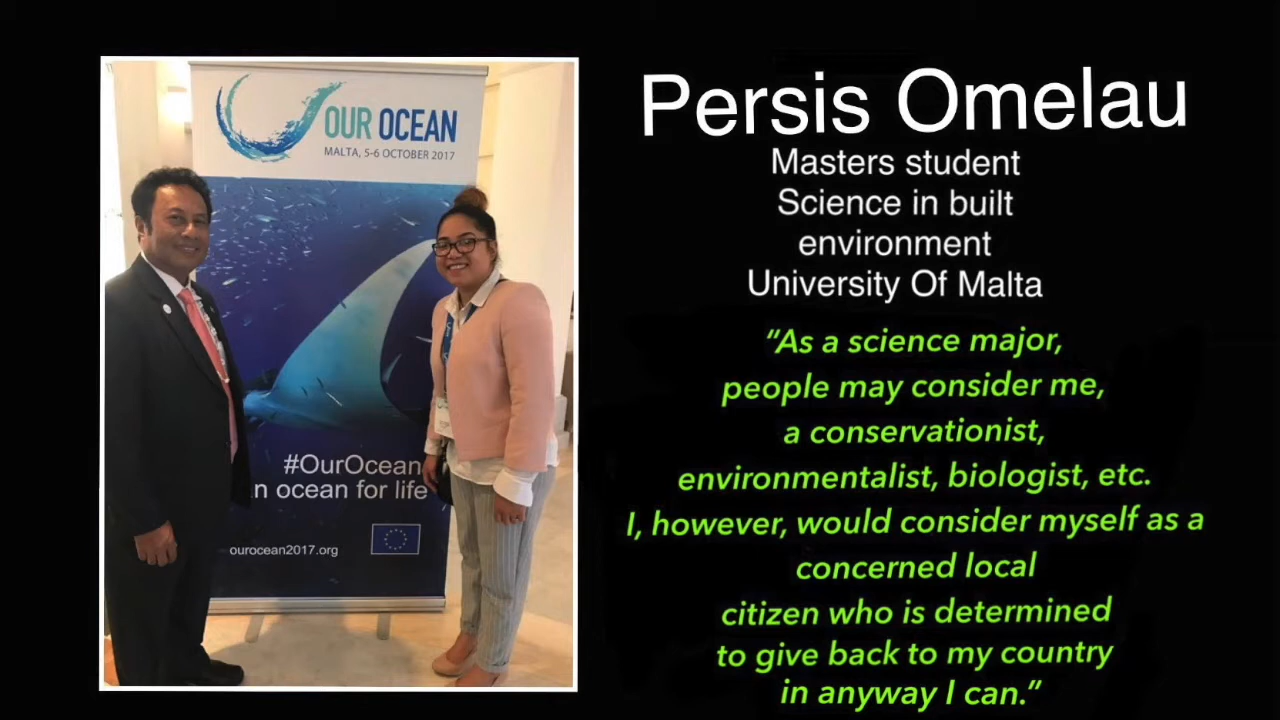 OUR OCEAN
MALTA, 5-6 OCTOBER 2017
#OurOcean
n ocean for life
ourocean2017.org
Persis Omelau
Masters student
Science in built
environment
University Of Malta
“As a science major,
people may consider me,
a conservationist,
environmentalist, biologist, etc.
I, however, would consider myself as a
concerned local
citizen who is determined
to give back to my country
in anyway I can.”